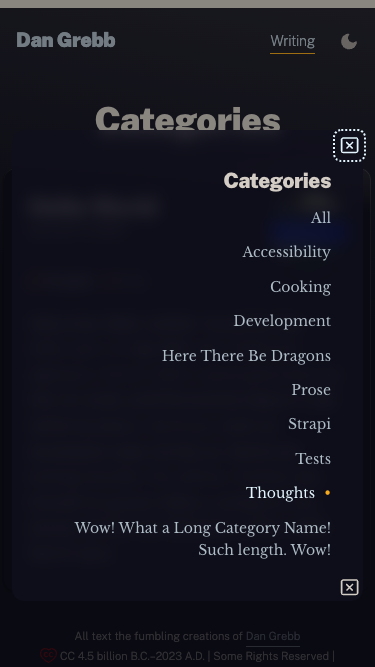 Dan Grebb
Writing
Categories
Categories
All
Accessibility
Cooking
Development
Here There Be Dragons
Prose
Strapi
Tests
Thoughts •
Wow! What a Long Category Name!
Such length. Wow!
All text the fumbling creations of Dan Grebb
CC 4.5 billion B.C.–2023 A.D. | Some Rights Reserved |